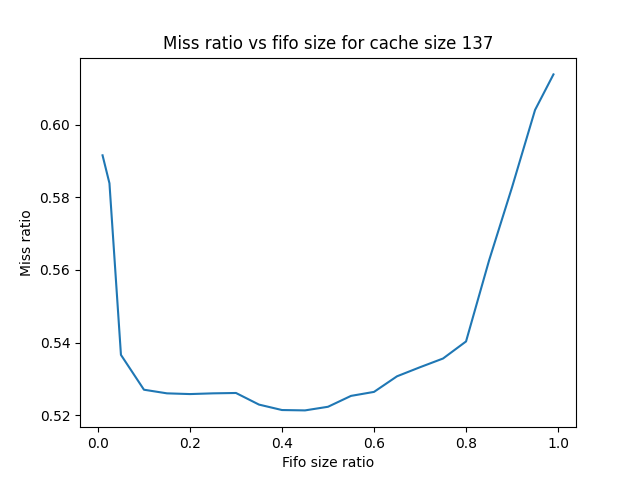 Miss ratio vs fifo size for cache size 137
Miss ratio
0.60
0.58
0.56
0.54
0.52
0.0 0.2 0.4 0.6 0.8 1.0
Fifo size ratio